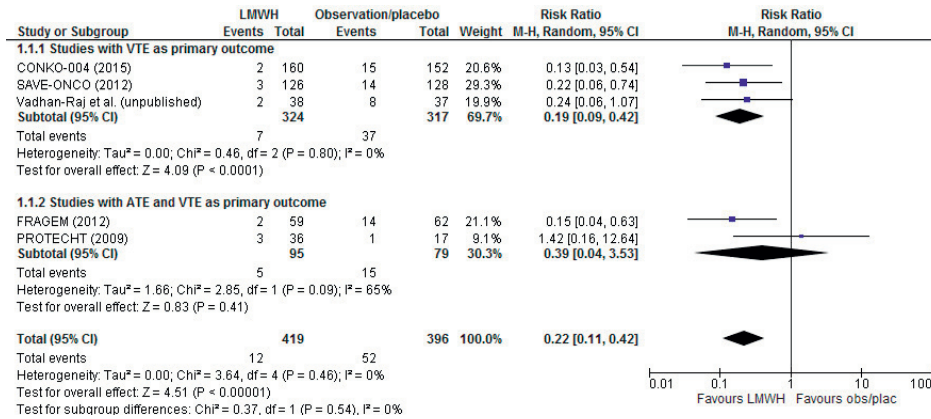 LMWH Observation/placebo Risk Ratio Risk Ratio
Study or Subgroup Events Total Events Total Weight M-H, Random, 95% CI M-H, Random, 95% CI
1.1.1 Studies with VTE as primary outcome
CONKO-004 (2015) 2 160 15 152 20.6% 0.13 [0.03, 0.54]
SAVE-ONCO (2012) 3 126 14 128 29.3% 0.22 [0.06, 0.74]
Vadhan-Raj et al. (unpublished) 2 38 8 37 19.9% 0.24 [0.06, 1.07]
Subtotal (95% CI) 324 317 69.7% 0.19 [0.09, 0.42]
Total events 7 37
Heterogeneity: Tau² = 0.00; Chi² = 0.46, df = 2 (P = 0.80); I² = 0%
Test for overall effect: Z = 4.09 (P < 0.0001)
1.1.2 Studies with ATE and VTE as primary outcome
FRAGEM (2012) 2 59 14 62 21.1% 0.15 [0.04, 0.63]
PROTECHT (2009) 3 36 1 17 9.1% 1.42 [0.16, 12.64]
Subtotal (95% CI) 95 79 30.3% 0.39 [0.04, 3.53]
Total events 5 15
Heterogeneity: Tau² = 1.66; Chi² = 2.85, df = 1 (P = 0.09); I² = 65%
Test for overall effect: Z = 0.83 (P = 0.41)
Total (95% CI) 419 396 100.0% 0.22 [0.11, 0.42]
Total events 12 52
Heterogeneity: Tau² = 0.00; Chi² = 3.64, df = 4 (P = 0.46); I² = 0%
Test for overall effect: Z = 4.51 (P < 0.00001)
Test for subgroup differences: Chi² = 0.37, df = 1 (P = 0.54), I² = 0%
0.01 0.1 1 10 100
Favours LMWH Favours obs/plac